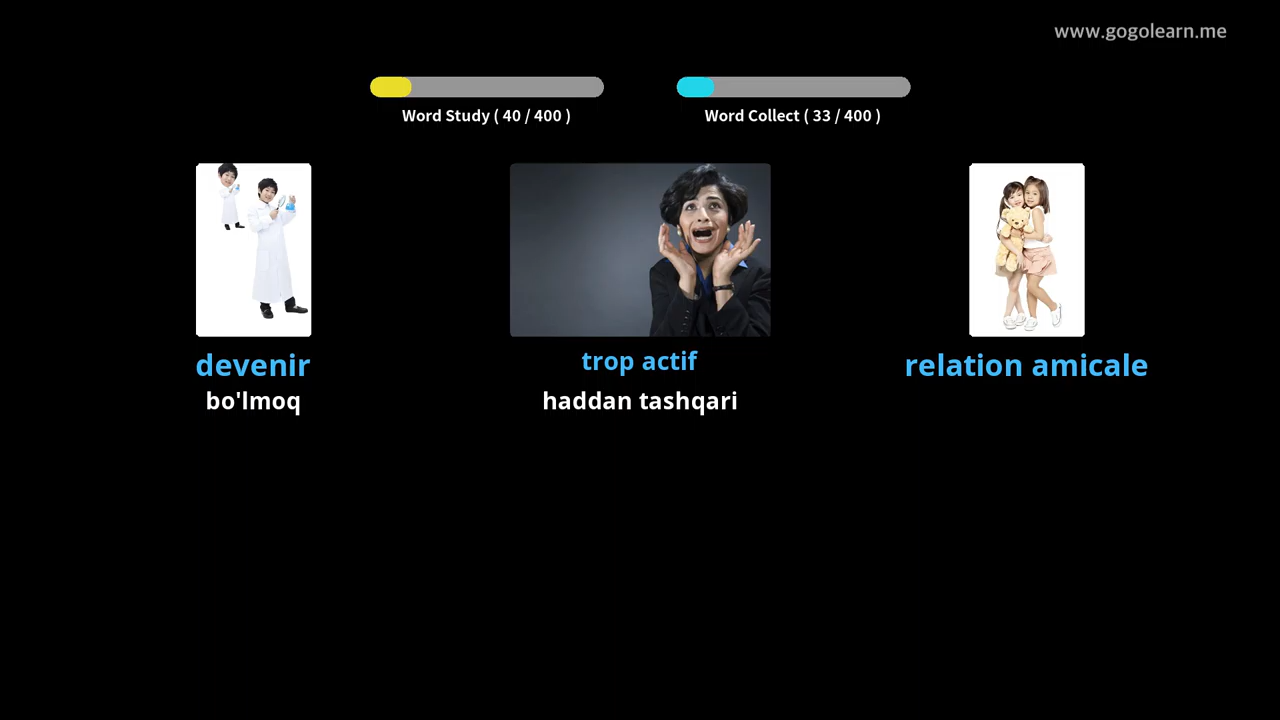 www.gogolearn.me
Word Study ( 40 / 400 )
Word Collect ( 33 / 400 )
devenir
bo'lmoq
trop actif
haddan tashqari
relation amicale